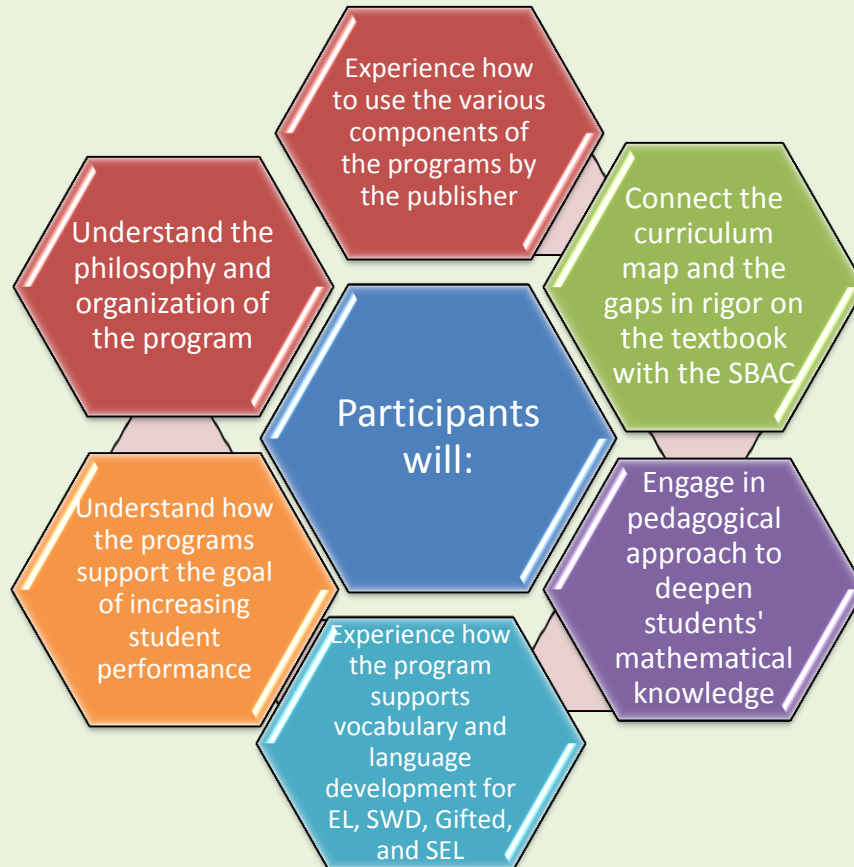 Participants
will:
Experience how
to use the various
components of
the programs by
the publisher
Connect the
curriculum
map and the
gaps in rigor on
the textbook
with the SBAC
Engage in
pedagogical
approach to
deepen
students'
mathematical
knowledge
Experience how
the program
supports
vocabulary and
language
development for
EL, SWD, Gifted,
and SEL
Understand how
the programs
support the goal
of increasing
student
performance
Understand the
philosophy and
organization of
the program